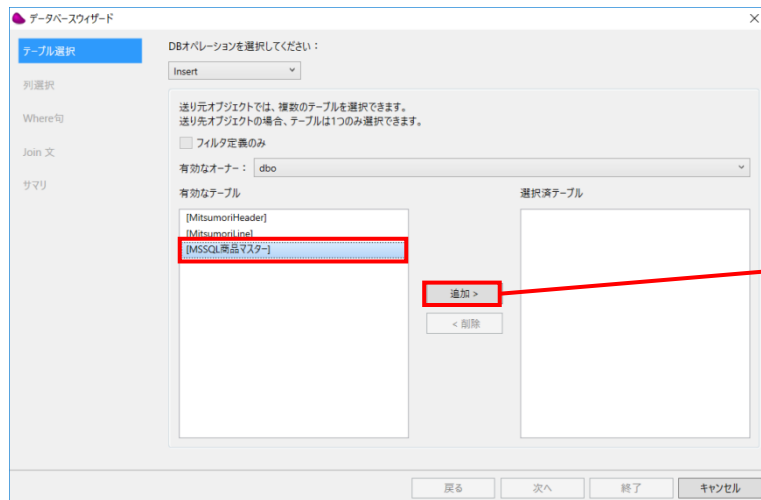 データベースウィザード
テーブル選択
列選択
Where句
Join 文
サマリ
DBオペレーションを選択してください：
Insert
送り元オブジェクトでは、複数のテーブルを選択できます。
送り先オブジェクトの場合、テーブルは1つのみ選択できます。
フィルタ定義のみ
有効なオーナー： dbo
有効なテーブル
[MitsumoriHeader]
[MitsumoriLine]
[MSSQL商品マスター]
追加 >
< 削除
選択済テーブル
戻る 次へ 終了 キャンセル